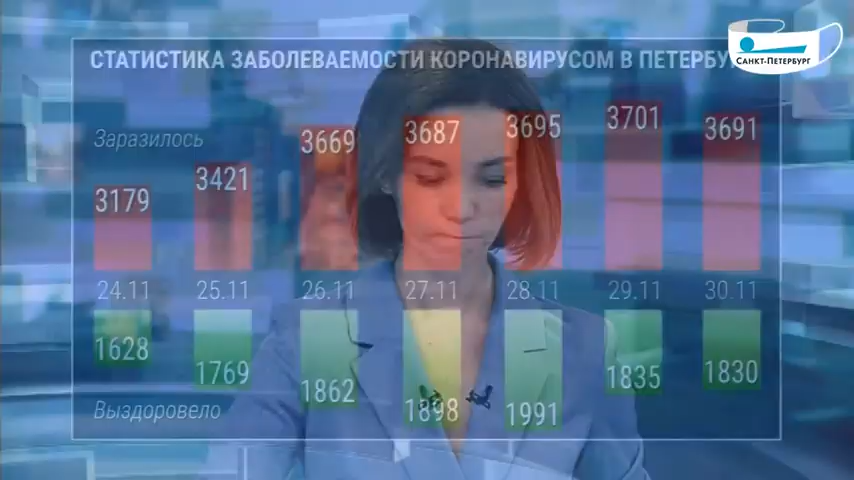 СТАТИСТИКА ЗАБОЛЕВАЕМОСТИ КОРОНАВИРУСОМ В
САНКТ-ПЕТЕРБУРГ
Заразилось
3179 3421 3669 3687 3695 3701 3691
24.11 25.11 26.11 27.11 28.11 29.11 30.11
1628 1769 1862 1898 1991 1835 1830
Выздоровело